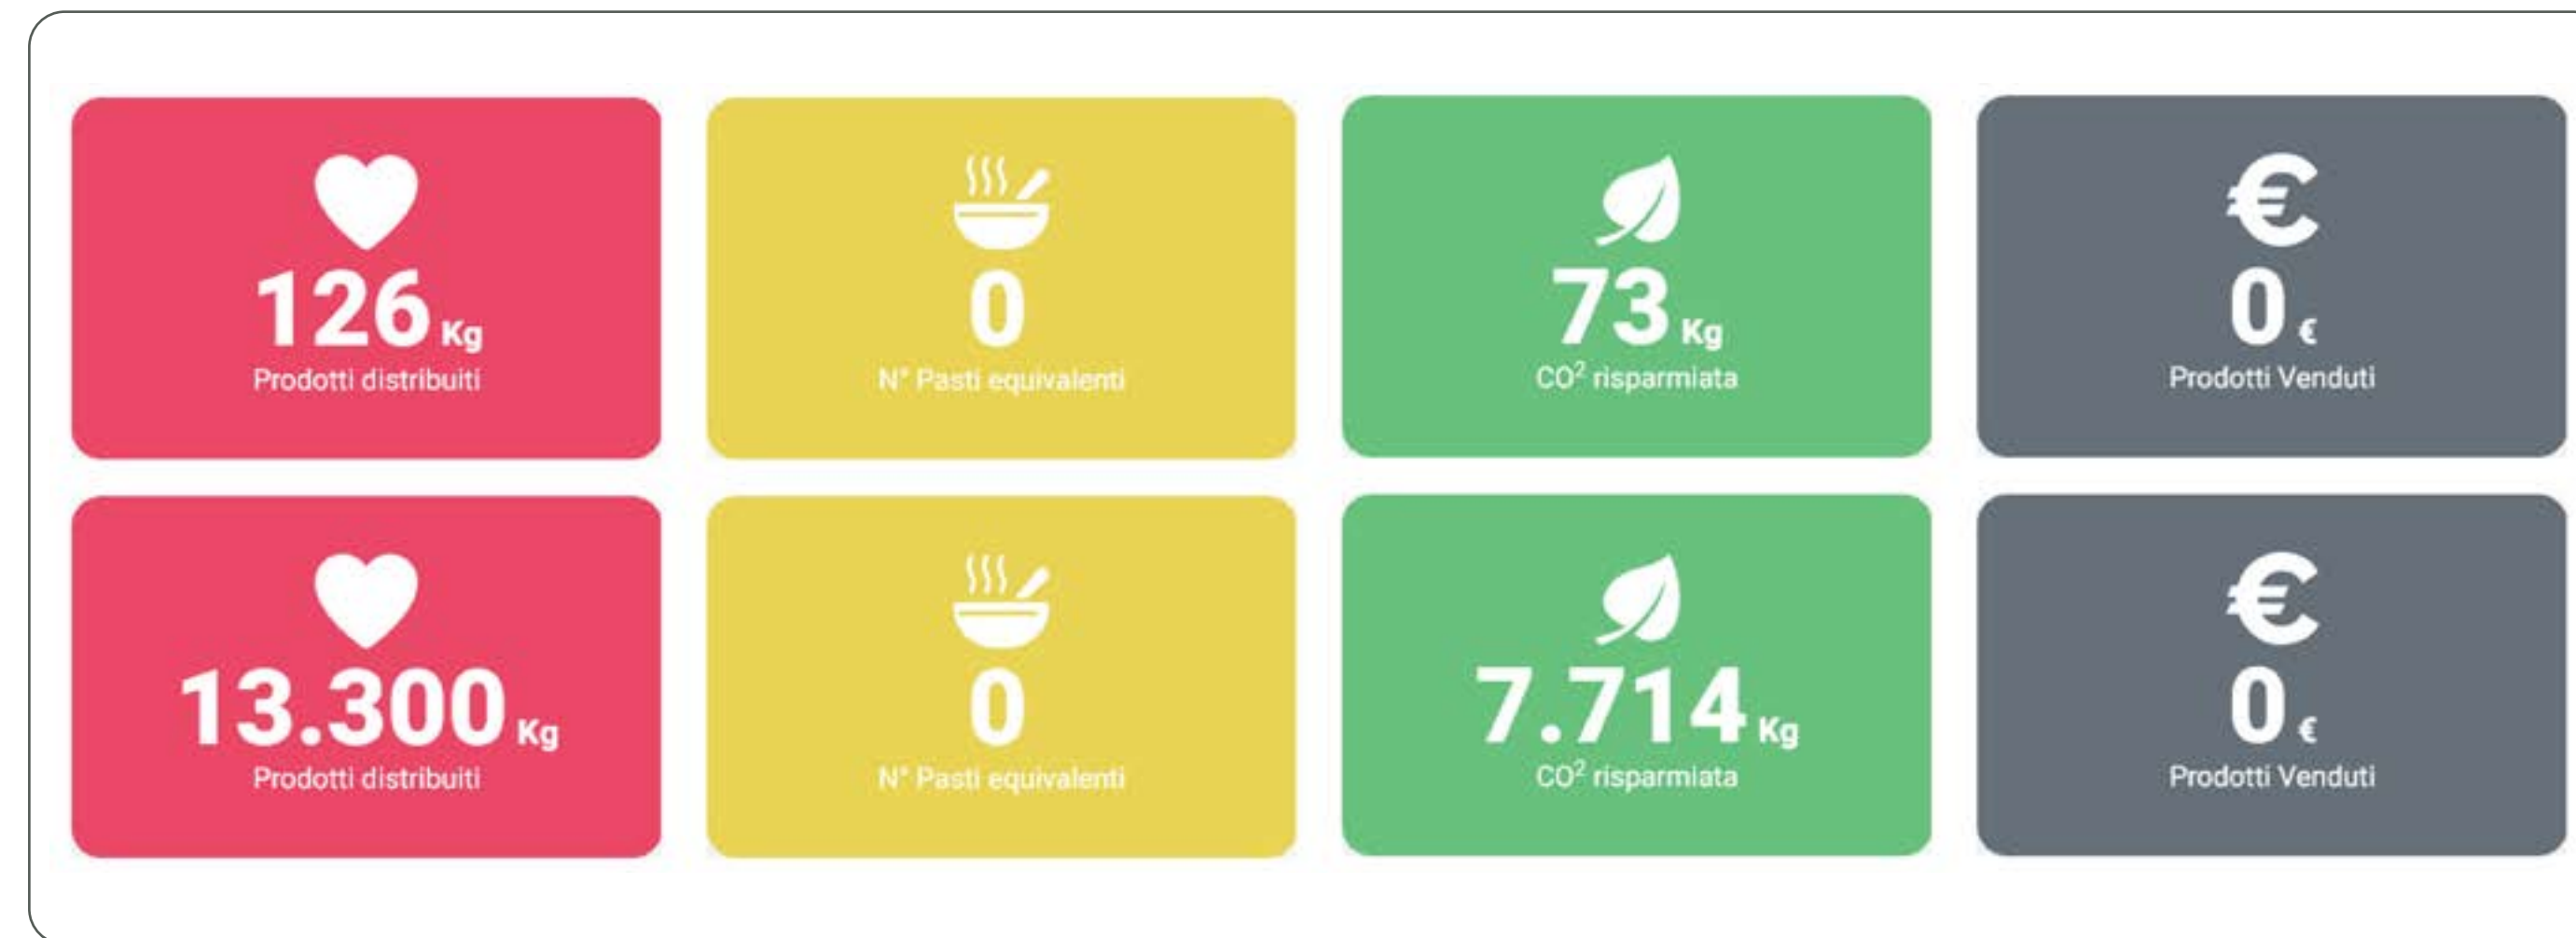 126 Kg
Prodotti distribuiti
0
N° Pasti equivalenti
73 Kg
CO² risparmiata
€
0 €
Prodotti Venduti
13.300 Kg
Prodotti distribuiti
0
N° Pasti equivalenti
7.714 Kg
CO² risparmiata
€
0 €
Prodotti Venduti